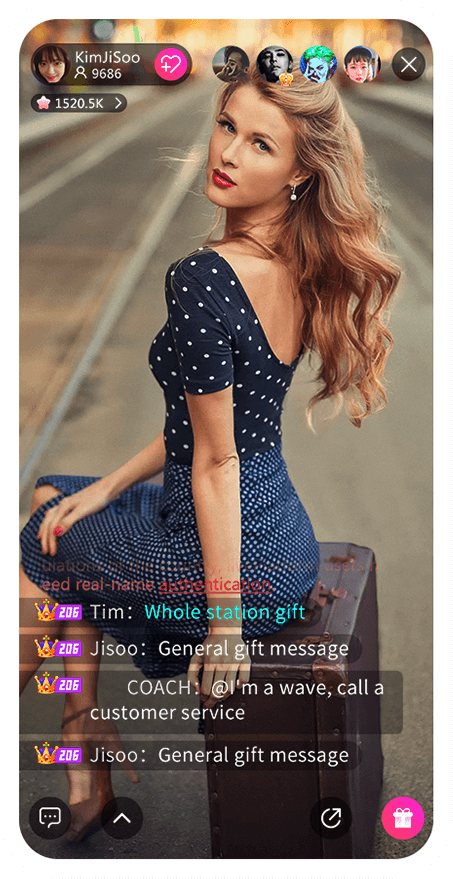 KimJiSoo
9686
1520.5K
eed real-name authentication
206 Tim: Whole station gift
206 Jisoo: General gift message
206 COACH: @I'm a wave, call a
customer service
206 Jisoo: General gift message